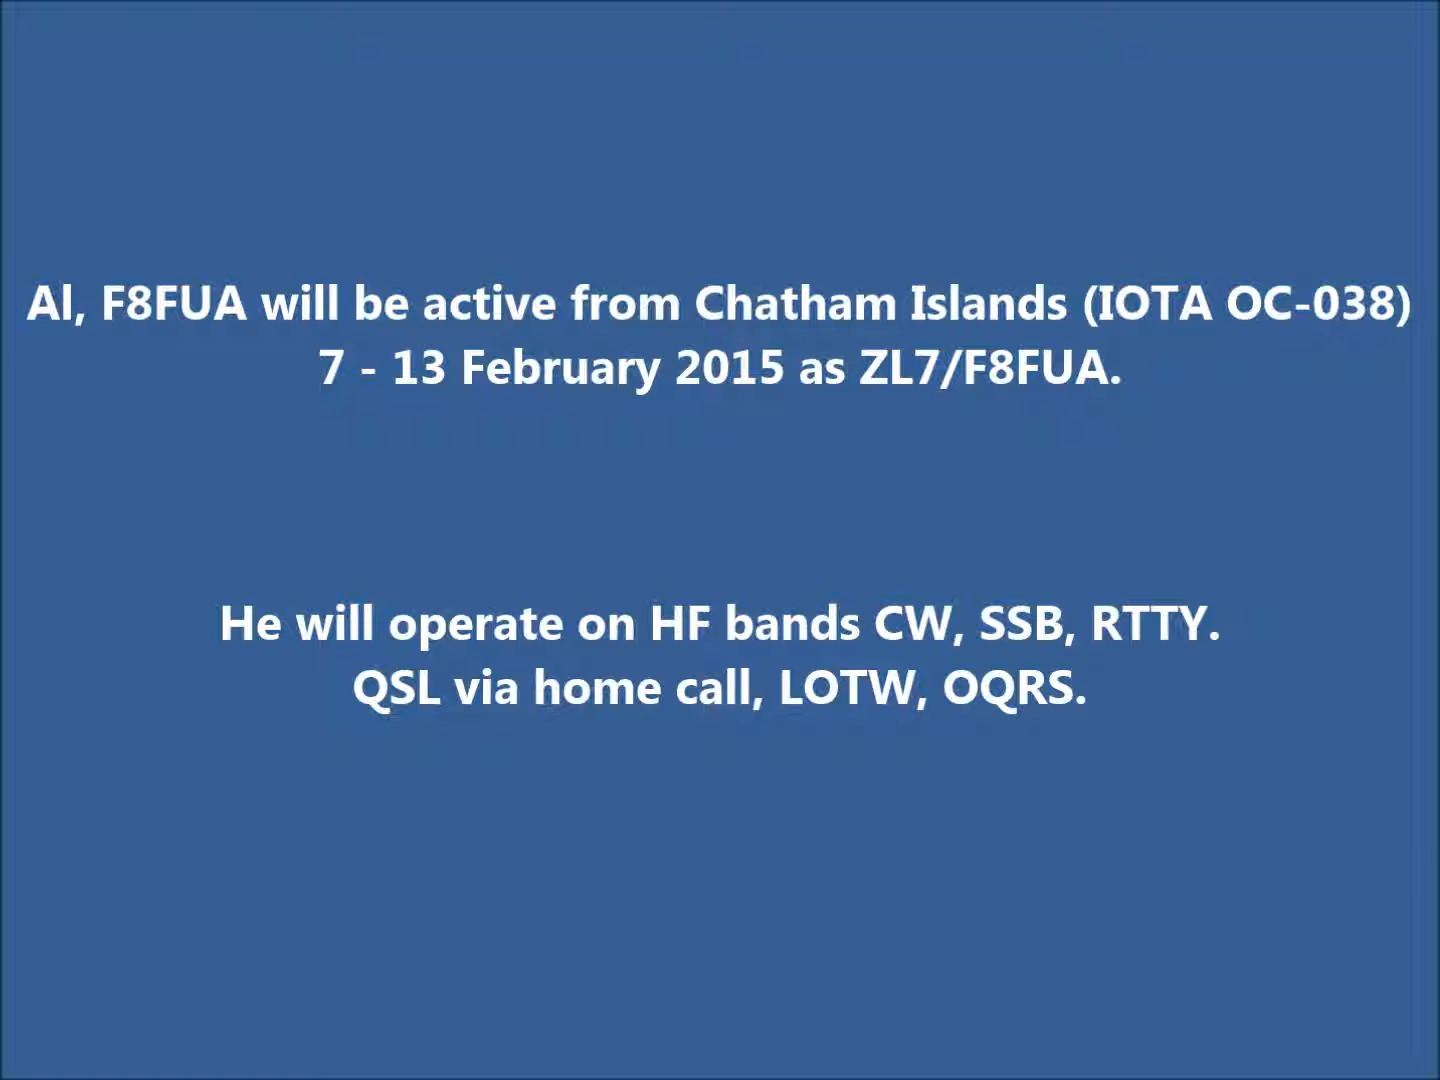 Al, F8FUA will be active from Chatham Islands (IOTA OC-038)
7 - 13 February 2015 as ZL7/F8FUA.
He will operate on HF bands CW, SSB, RTTY.
QSL via home call, LOTW, OQRS.